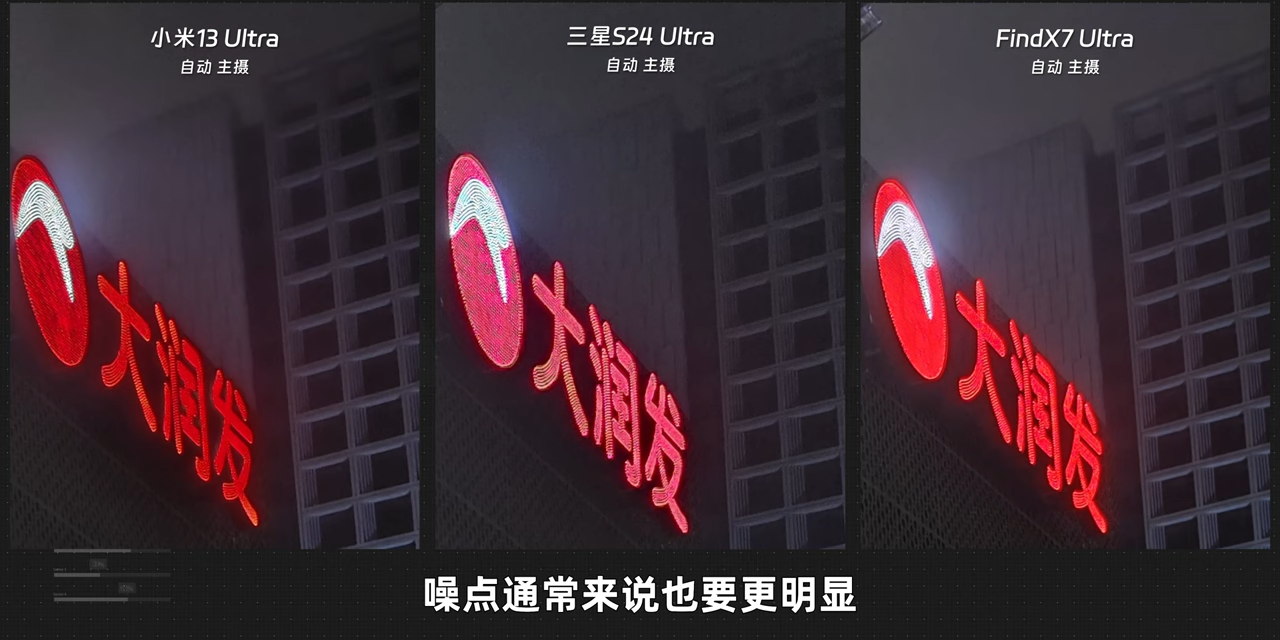 小米13 Ultra
自动 主摄
三星S24 Ultra
自动 主摄
FindX7 Ultra
自动 主摄
大润发
大润发
大润发
噪点通常来说也要更明显